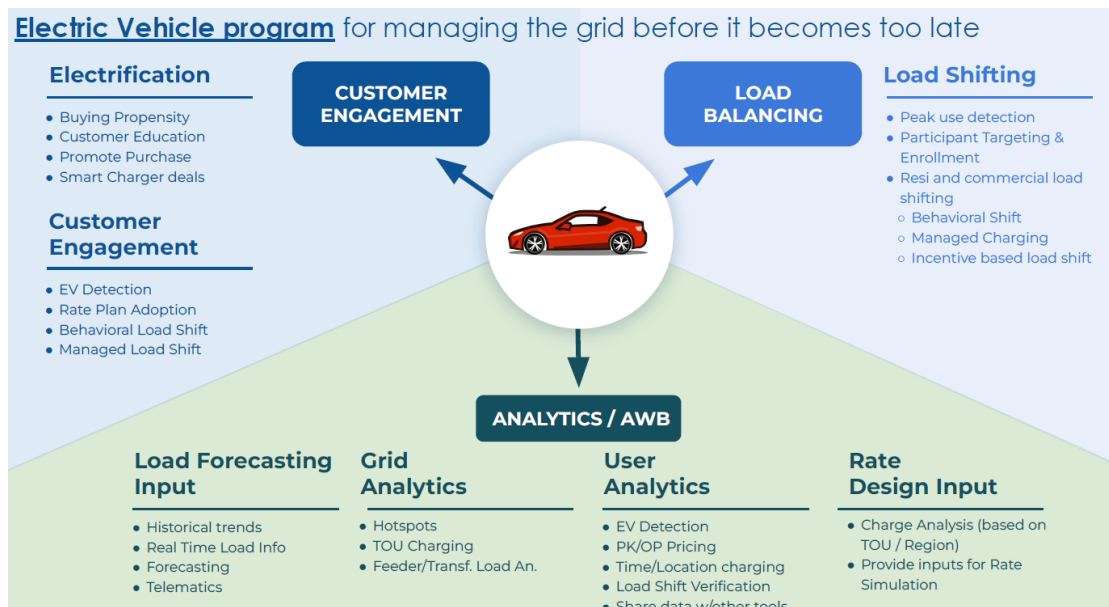 Electric Vehicle program for managing the grid before it becomes too late
Electrification
• Buying Propensity
• Customer Education
• Promote Purchase
• Smart Charger deals
Customer
Engagement
• EV Detection
• Rate Plan Adoption
• Behavioral Load Shift
• Managed Load Shift
CUSTOMER
ENGAGEMENT
LOAD
BALANCING
Load Shifting
• Peak use detection
• Participant Targeting &
Enrollment
• Resi and commercial load
shifting
○ Behavioral Shift
○ Managed Charging
○ Incentive based load shift
ANALYTICS / AWB
Load Forecasting
Input
• Historical trends
• Real Time Load Info
• Forecasting
• Telematics
Grid
Analytics
• Hotspots
• TOU Charging
• Feeder/Transf. Load An.
User
Analytics
• EV Detection
• PK/OP Pricing
• Time/Location charging
• Load Shift Verification
• Share data w/other tools
Rate
Design Input
• Charge Analysis (based on
TOU / Region)
• Provide inputs for Rate
Simulation